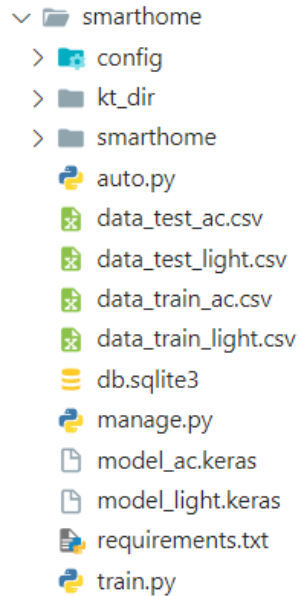 smarthome
config
kt_dir
smarthome
auto.py
data_test_ac.csv
data_test_light.csv
data_train_ac.csv
data_train_light.csv
db.sqlite3
manage.py
model_ac.keras
model_light.keras
requirements.txt
train.py